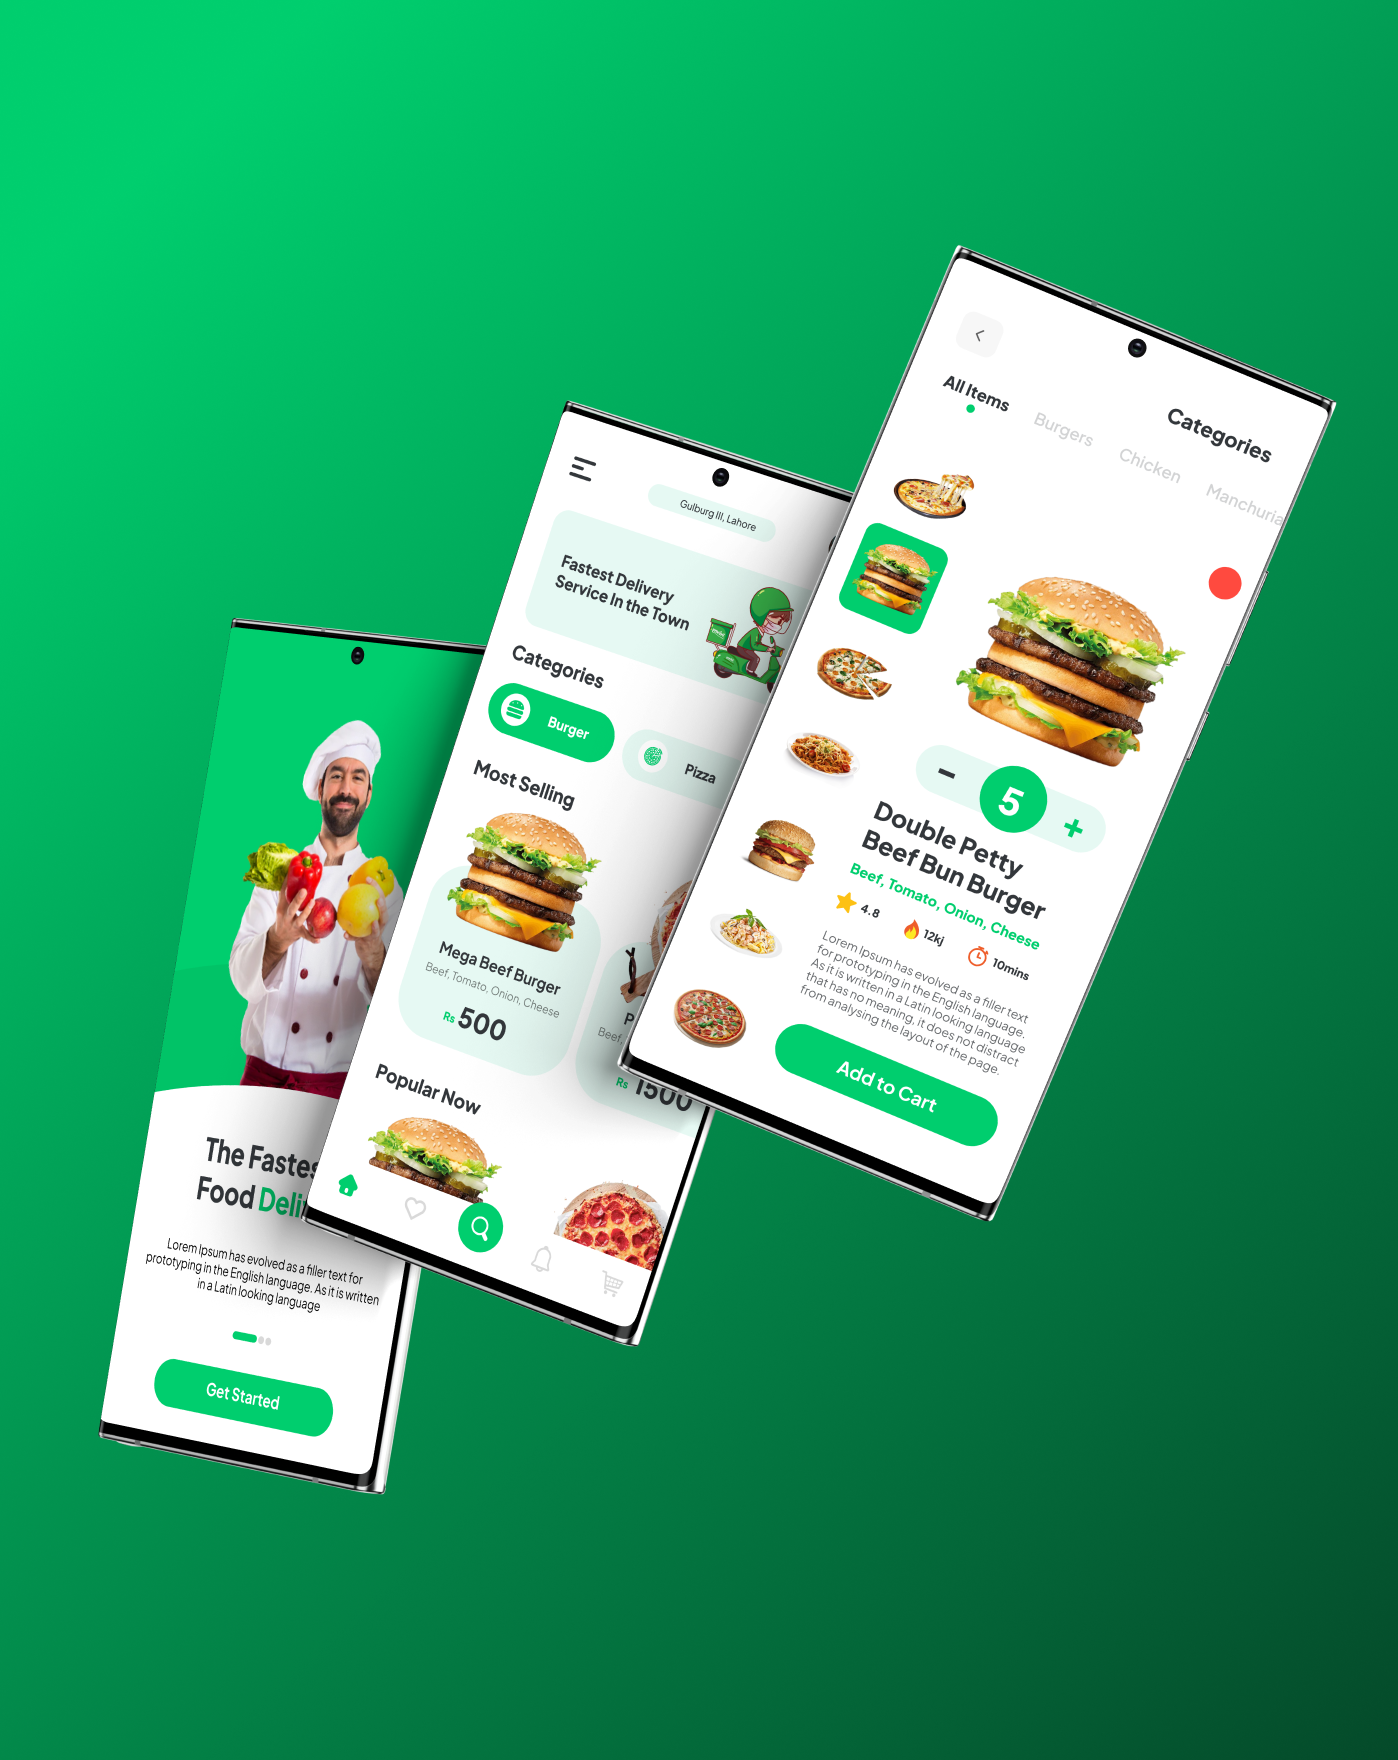 The Fastes
Food Deli
Lorem Ipsum has evolved as a filler text for
prototyping in the English language. As it is written
in a Latin looking language
Get Started
Gulburg III, Lahore
Fastest Delivery
Service In the Town
Categories
Burger
Pizza
Most Selling
Mega Beef Burger
Beef, Tomato, Onion, Cheese
Rs 500
P
Beef,
Rs 1500
Popular Now
Categories
All Items
Burgers
Chicken
Manchuria
5
Double Petty
Beef Bun Burger
Beef, Tomato, Onion, Cheese
4.8
12kj
10mins
Lorem Ipsum has evolved as a filler text
for prototyping in the English language.
As it is written in a Latin looking language
that has no meaning, it does not distract
from analysing the layout of the page.
Add to Cart